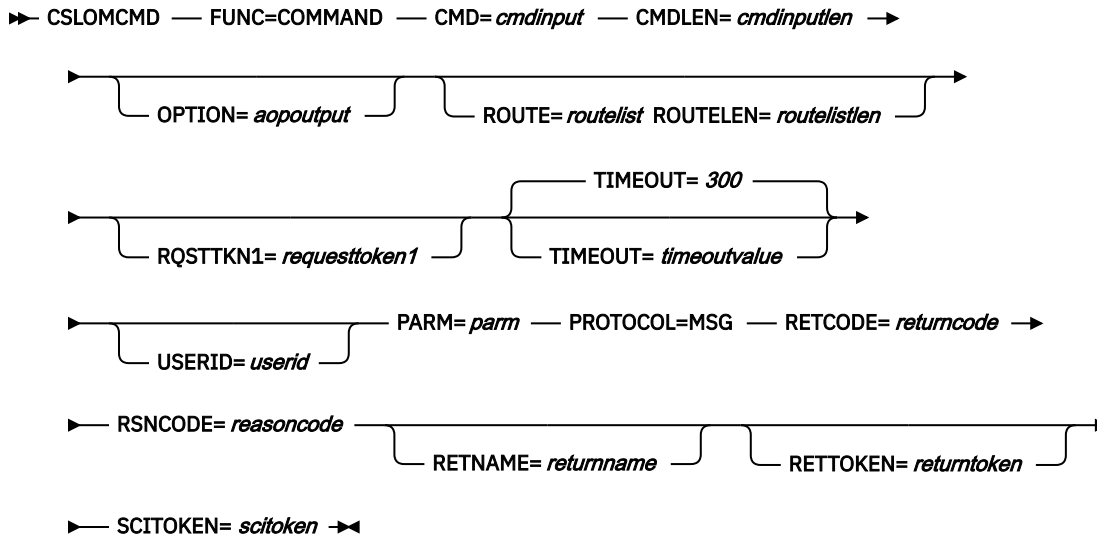 CSLOMCMD FUNC=COMMAND CMD= cmdinput CMDLEN= cmdinputlen
OPTION= aopoutput ROUTE= routelist ROUTELEN= routelistlen
TIMEOUT= 300
RQSTTKN1= requesttoken1 TIMEOUT= timeoutvalue
PARM= parm PROTOCOL=MSG RETCODE= returncode
USERID= userid
RSNCODE= reasoncode
RETNAME= returnname RETTOKEN= returntoken
SCITOKEN= scitoken